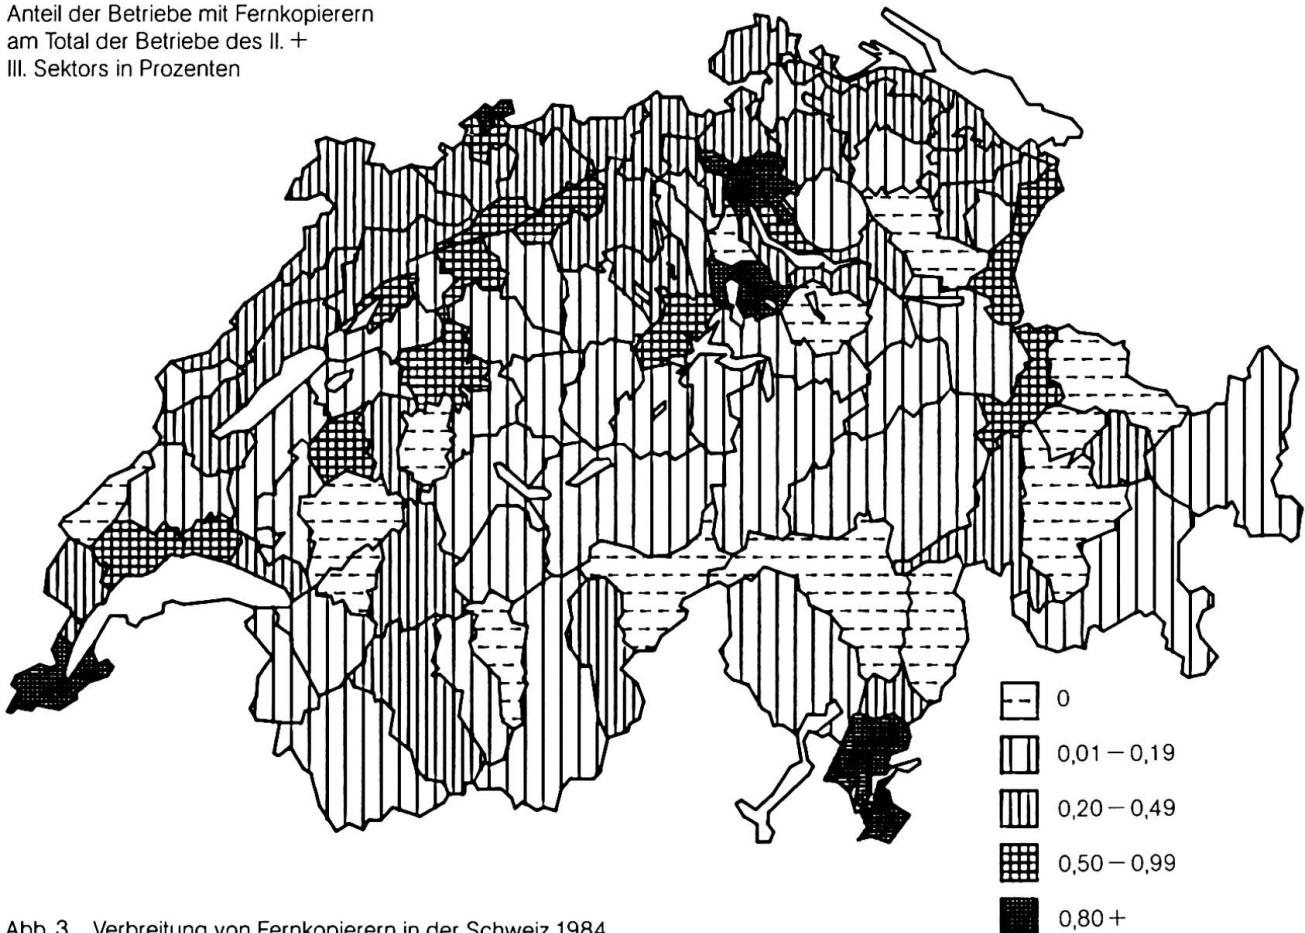 Anteil der Betriebe mit Fernkopierern
am Total der Betriebe des II. +
III. Sektors in Prozenten
0
0,01 – 0,19
0,20 – 0,49
0,50 – 0,99
0,80 +
Abb. 3 Verbreitung von Fernkopierern in der Schweiz 1984